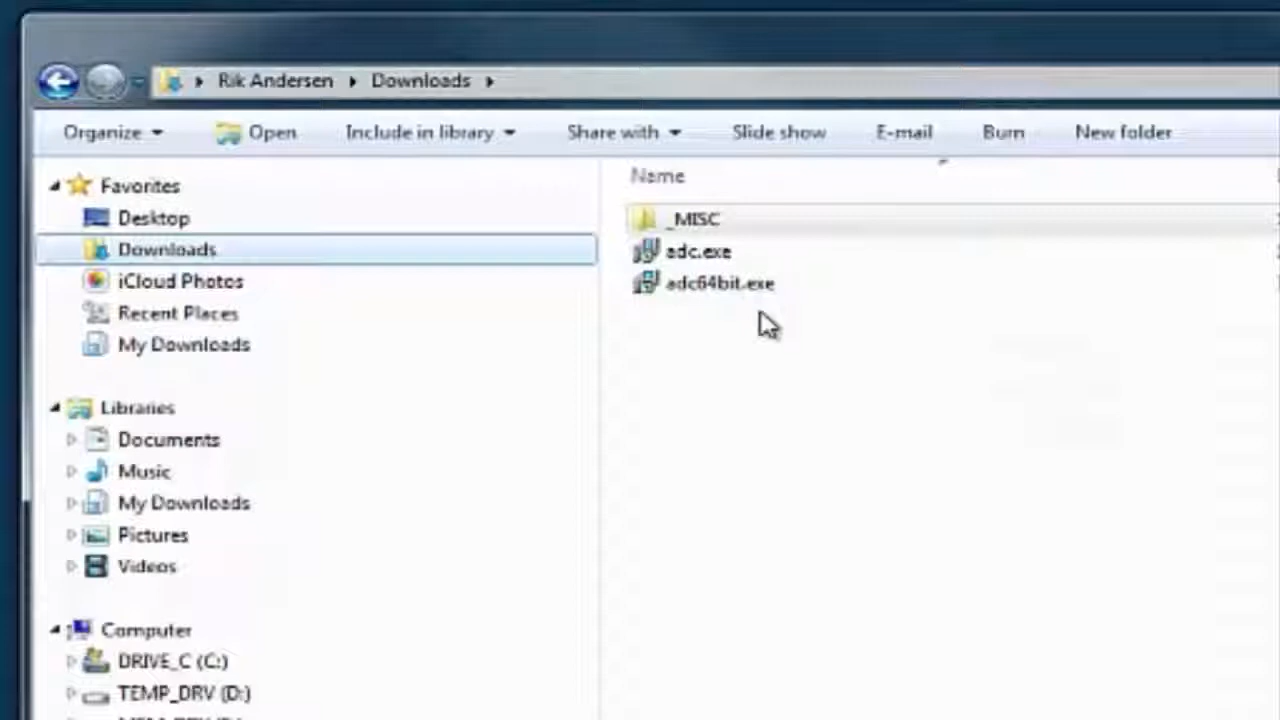 Rik Andersen Downloads
Organize Open Include in library Share with Slide show E-mail Burn New folder
Favorites
Desktop
Downloads
iCloud Photos
Recent Places
My Downloads
Libraries
Documents
Music
My Downloads
Pictures
Videos
Computer
DRIVE_C (C:)
TEMP_DRV (D:)
Name
_MISC
adc.exe
adc64bit.exe